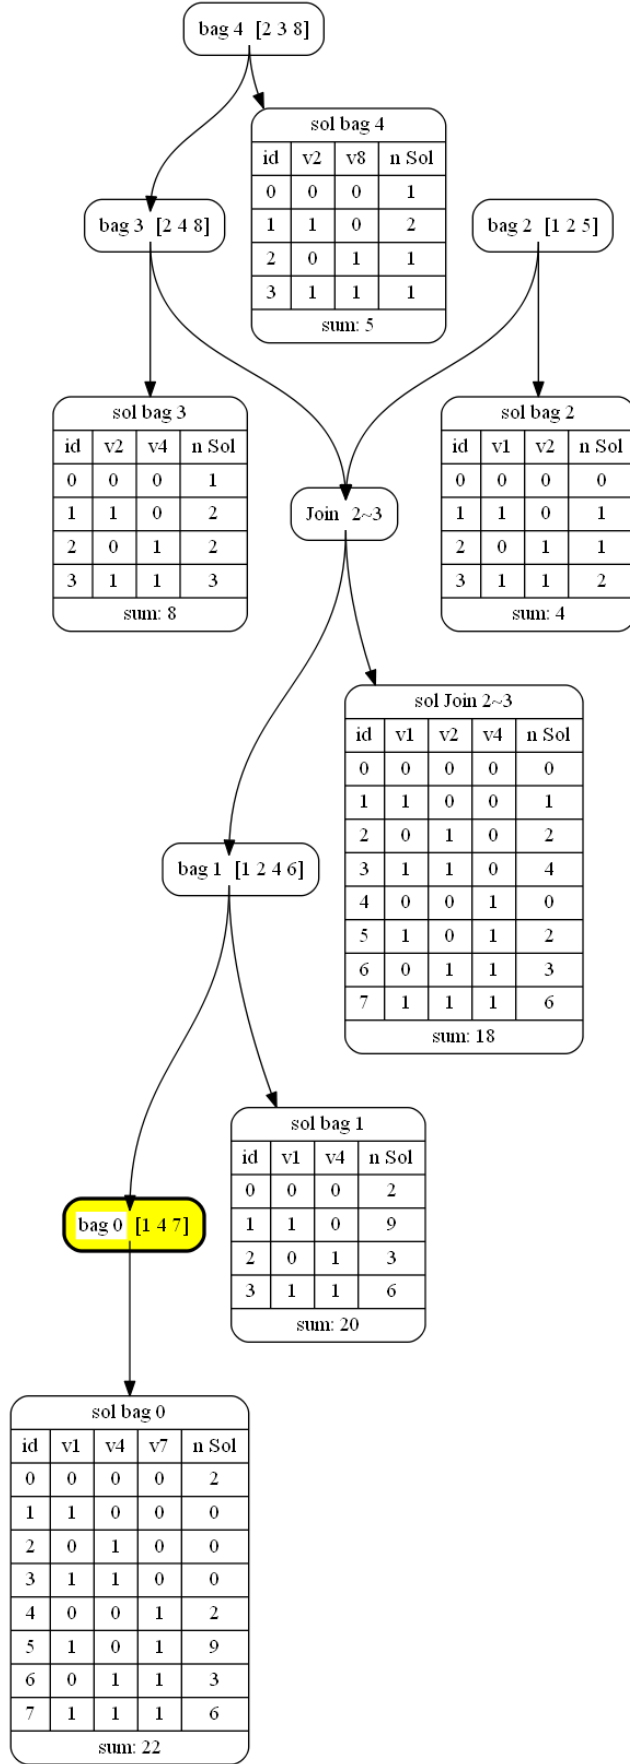 bag 4 [2 3 8]
sol bag 4
id v2 v8 n Sol
0 0 0 1
1 1 0 2
2 0 1 1
3 1 1 1
sum: 5
bag 3 [2 4 8]
bag 2 [1 2 5]
sol bag 3
id v2 v4 n Sol
0 0 0 1
1 1 0 2
2 0 1 2
3 1 1 3
sum: 8
sol bag 2
id v1 v2 n Sol
0 0 0 0
1 1 0 1
2 0 1 1
3 1 1 2
sum: 4
Join 2~3
sol Join 2~3
id v1 v2 v4 n Sol
0 0 0 0 0
1 1 0 0 1
2 0 1 0 2
3 1 1 0 4
4 0 0 1 0
5 1 0 1 2
6 0 1 1 3
7 1 1 1 6
sum: 18
bag 1 [1 2 4 6]
sol bag 1
id v1 v4 n Sol
0 0 0 2
1 1 0 9
2 0 1 3
3 1 1 6
sum: 20
bag 0 [1 4 7]
sol bag 0
id v1 v4 v7 n Sol
0 0 0 0 2
1 1 0 0 0
2 0 1 0 0
3 1 1 0 0
4 0 0 1 2
5 1 0 1 9
6 0 1 1 3
7 1 1 1 6
sum: 22